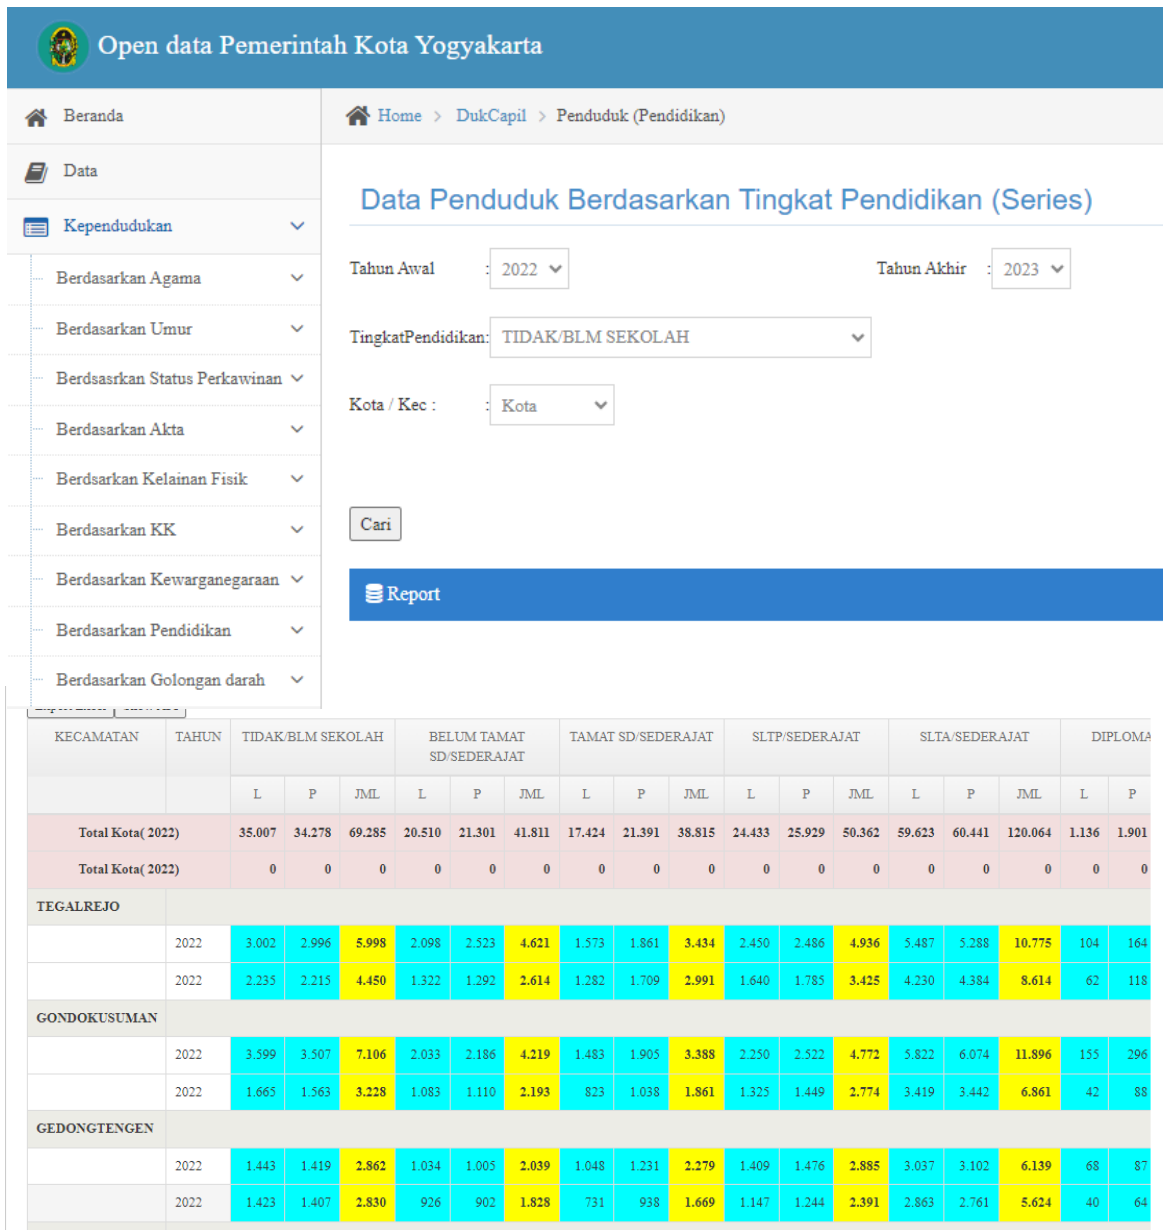 Open data Pemerintah Kota Yogyakarta
Beranda
Data
Kependudukan
Berdasarkan Agama
Berdasarkan Umur
Berdsasrkan Status Perkawinan
Berdasarkan Akta
Berdsarkan Kelainan Fisik
Berdasarkan KK
Berdasarkan Kewarganegaraan
Berdasarkan Pendidikan
Berdasarkan Golongan darah
Home > DukCapil > Penduduk (Pendidikan)
Data Penduduk Berdasarkan Tingkat Pendidikan (Series)
Tahun Awal : 2022 Tahun Akhir : 2023
TingkatPendidikan: TIDAK/BLM SEKOLAH
Kota / Kec : : Kota
Cari
Report
KECAMATAN TAHUN TIDAK/BLM SEKOLAH BELUM TAMAT SD/SEDERAJAT TAMAT SD/SEDERAJAT SLTP/SEDERAJAT SLTA/SEDERAJAT DIPLOMA
L P JML L P JML L P JML L P JML L P JML L P
Total Kota( 2022) 35.007 34.278 69.285 20.510 21.301 41.811 17.424 21.391 38.815 24.433 25.929 50.362 59.623 60.441 120.064 1.136 1.901
Total Kota( 2022) 0 0 0 0 0 0 0 0 0 0 0 0 0 0 0 0 0
TEGALREJO
2022 3.002 2.996 5.998 2.098 2.523 4.621 1.573 1.861 3.434 2.450 2.486 4.936 5.487 5.288 10.775 104 164
2022 2.235 2.215 4.450 1.322 1.292 2.614 1.282 1.709 2.991 1.640 1.785 3.425 4.230 4.384 8.614 62 118
GONDOKUSUMAN
2022 3.599 3.507 7.106 2.033 2.186 4.219 1.483 1.905 3.388 2.250 2.522 4.772 5.822 6.074 11.896 155 296
2022 1.665 1.563 3.228 1.083 1.110 2.193 823 1.038 1.861 1.325 1.449 2.774 3.419 3.442 6.861 42 88
GEDONGTENGEN
2022 1.443 1.419 2.862 1.034 1.005 2.039 1.048 1.231 2.279 1.409 1.476 2.885 3.037 3.102 6.139 68 87
2022 1.423 1.407 2.830 926 902 1.828 731 938 1.669 1.147 1.244 2.391 2.863 2.761 5.624 40 64